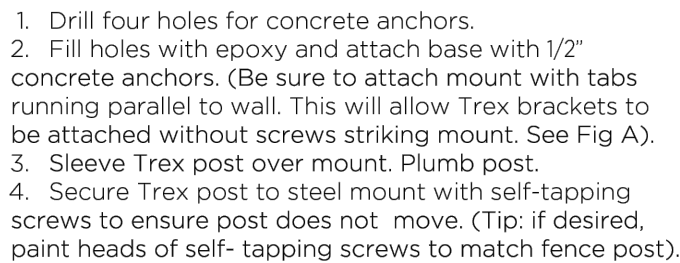 1. Drill four holes for concrete anchors.
2. Fill holes with epoxy and attach base with 1/2”
concrete anchors. (Be sure to attach mount with tabs
running parallel to wall. This will allow Trex brackets to
be attached without screws striking mount. See Fig A).
3. Sleeve Trex post over mount. Plumb post.
4. Secure Trex post to steel mount with self-tapping
screws to ensure post does not  move. (Tip: if desired,
paint heads of self- tapping screws to match fence post).